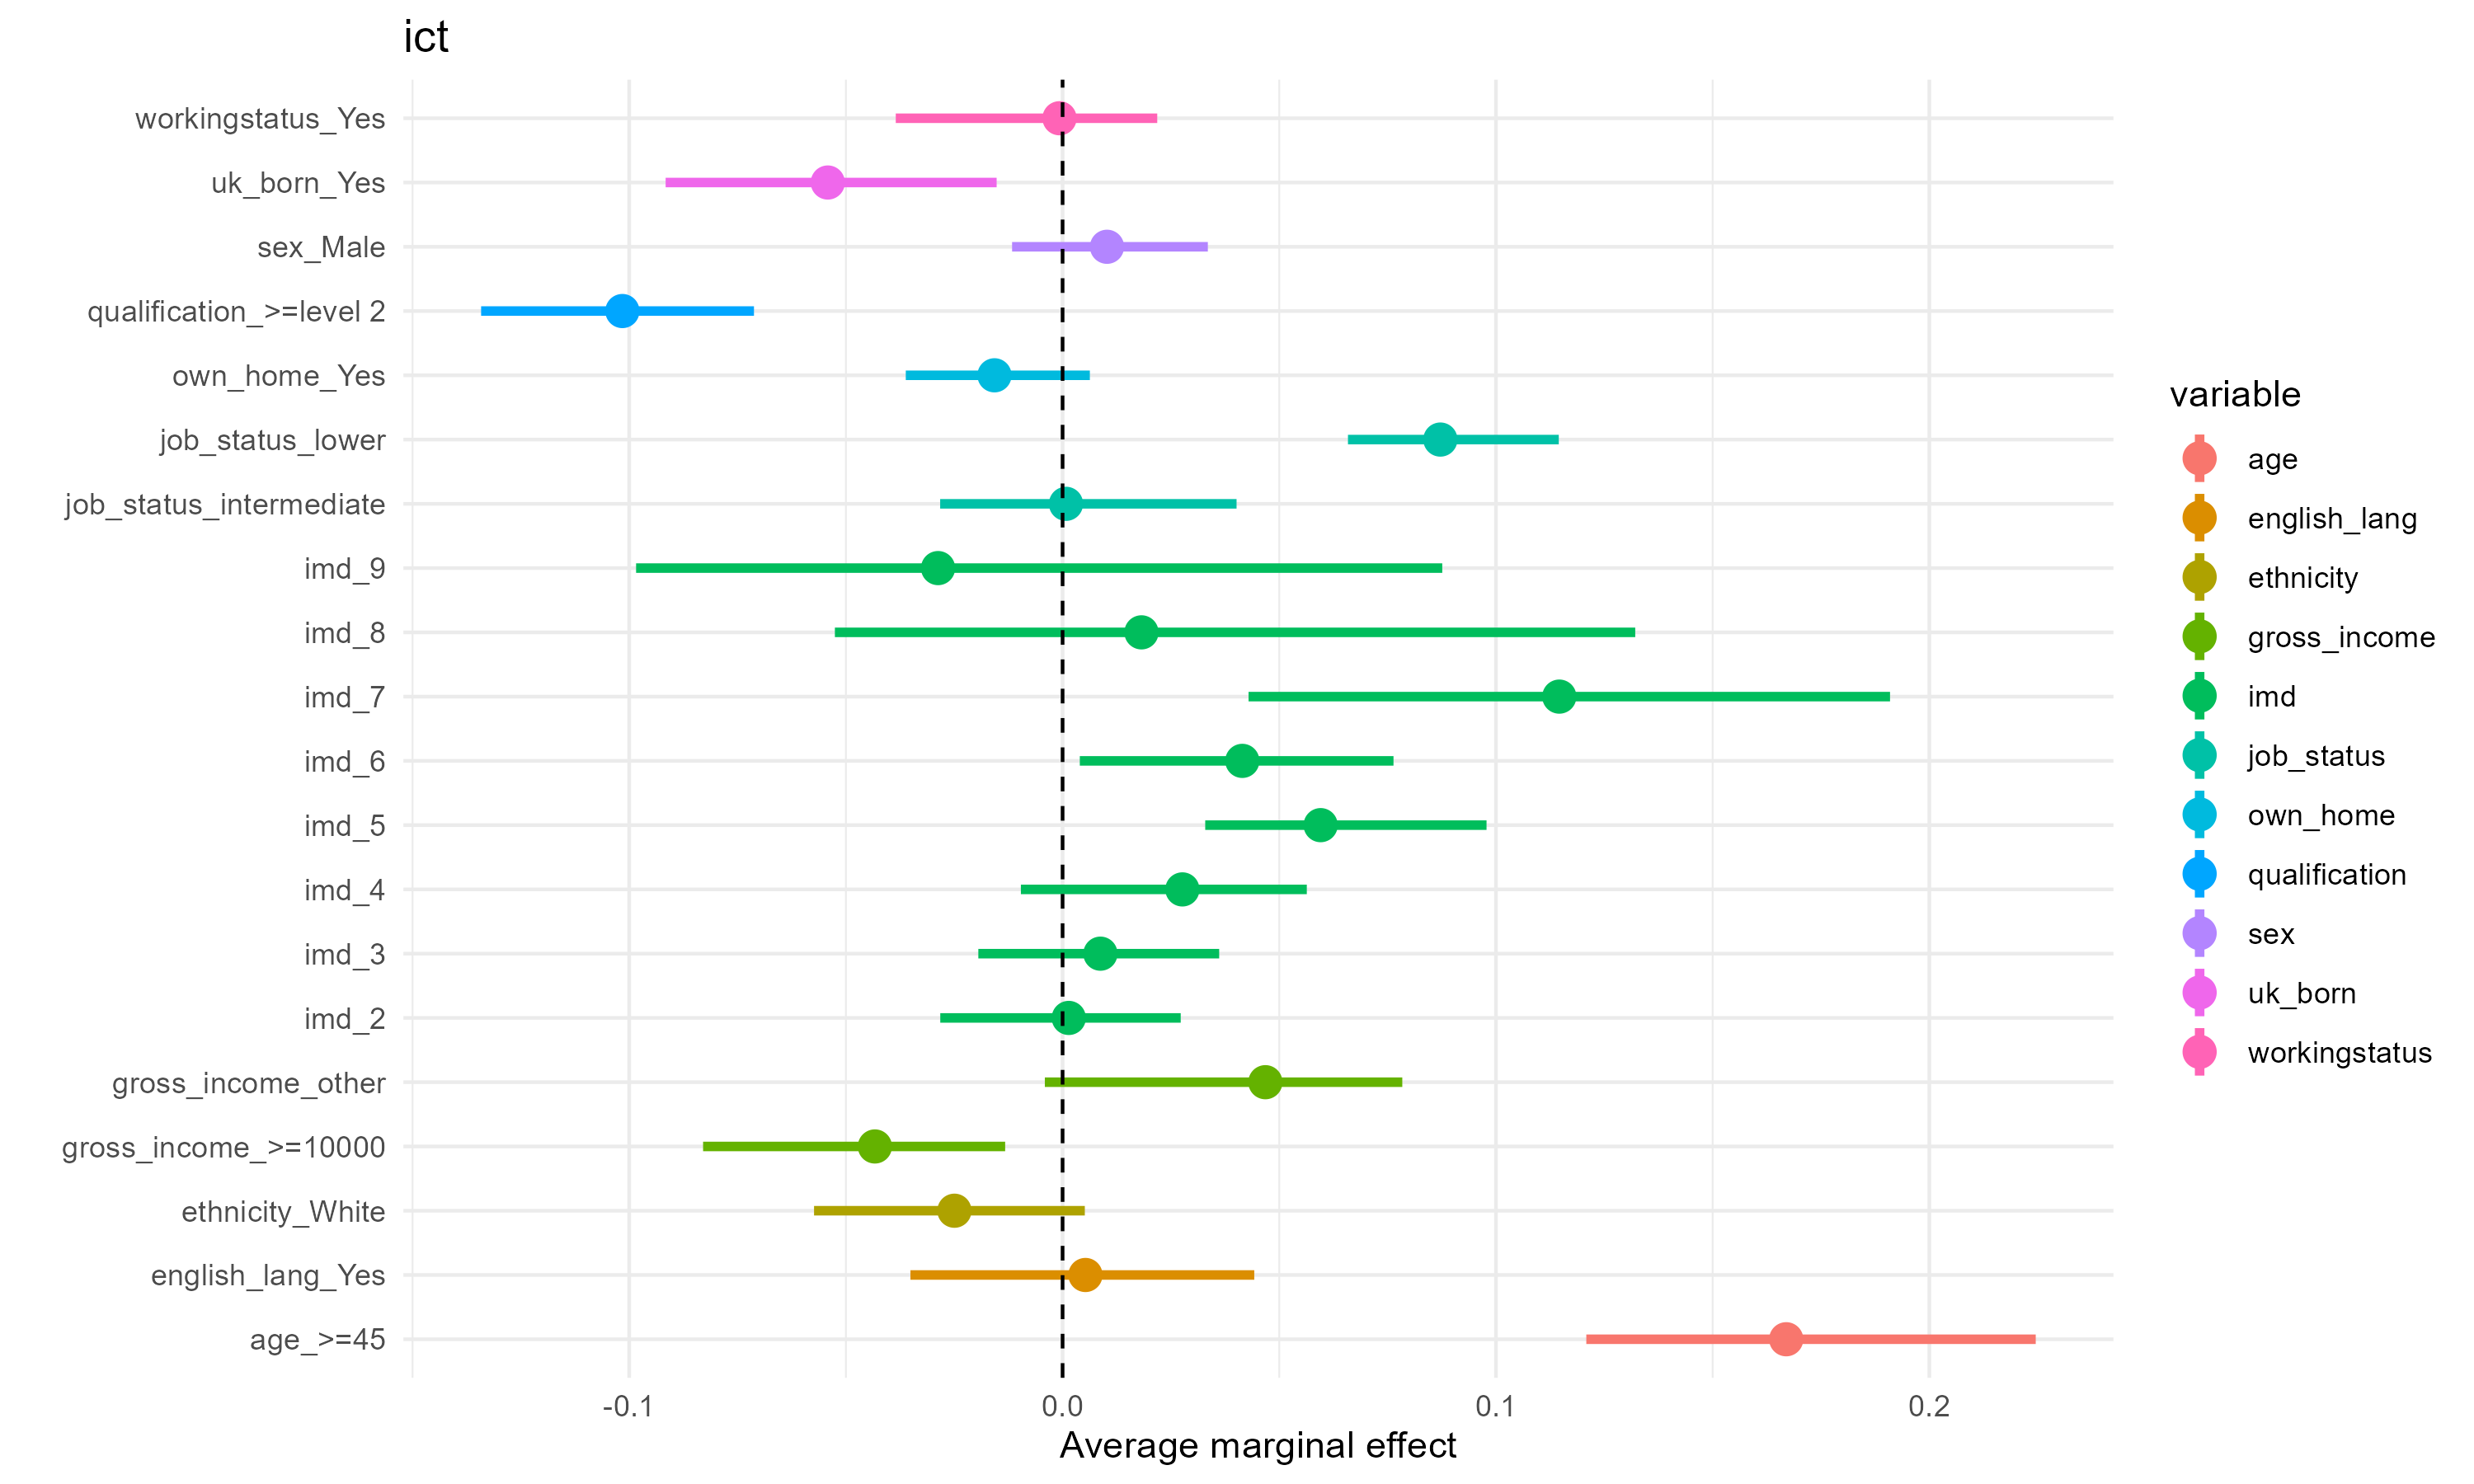 ict
workingstatus_Yes
uk_born_Yes
sex_Male
qualification_>=level 2
own_home_Yes
job_status_lower
job_status_intermediate
imd_9
imd_8
imd_7
imd_6
imd_5
imd_4
imd_3
imd_2
gross_income_other
gross_income_>=10000
ethnicity_White
english_lang_Yes
age_>=45
-0.1 0.0 0.1 0.2
Average marginal effect
variable
age
english_lang
ethnicity
gross_income
imd
job_status
own_home
qualification
sex
uk_born
workingstatus